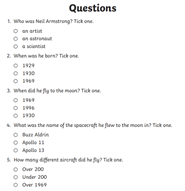 Questions
1. Who was Neil Armstrong? Tick one.
an artist
an astronaut
a scientist
2. When was he born? Tick one.
1929
1930
1969
3. When did he fly to the moon? Tick one.
1969
1996
1930
4. What was the name of the spacecraft he flew to the moon in? Tick one.
Buzz Aldrin
Apollo 11
Apollo 13
5. How many different aircraft did he fly? Tick one.
Over 200
Under 200
Over 1969